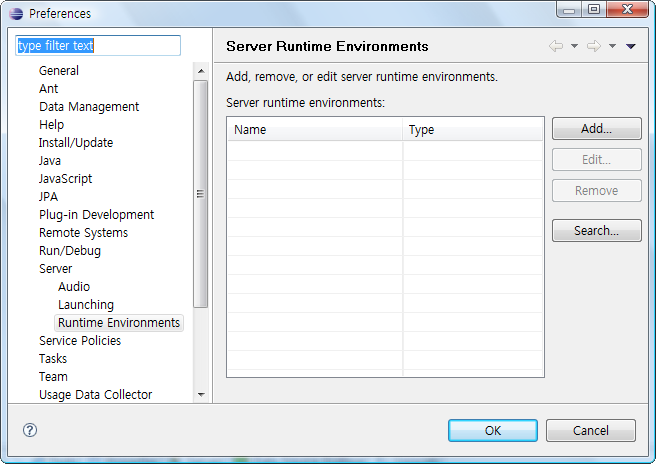 Preferences
type filter text
General
Ant
Data Management
Help
Install/Update
Java
JavaScript
JPA
Plug-in Development
Remote Systems
Run/Debug
Server
Audio
Launching
Runtime Environments
Service Policies
Tasks
Team
Usage Data Collector
Server Runtime Environments
Add, remove, or edit server runtime environments.
Server runtime environments:
Name Type
Add...
Edit...
Remove
Search...
OK Cancel